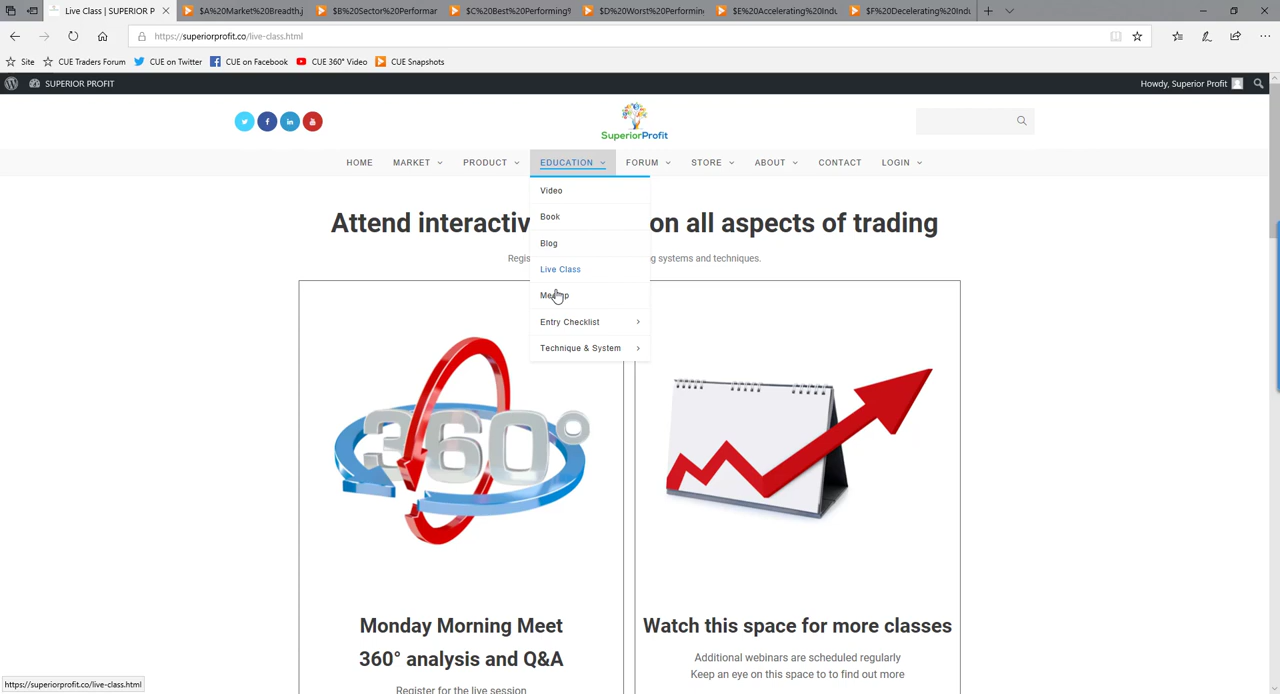 Live Class | SUPERIOR P
$A%20Market%20Breadth.j
$B%20Sector%20Performar
$C%20Best%20Performing%
$D%20Worst%20Performing
$E%20Accelerating%20Indu
$F%20Decelerating%20Indu
https://superiorprofit.co/live-class.html
Site
CUE Traders Forum
CUE on Twitter
CUE on Facebook
CUE 360° Video
CUE Snapshots
SUPERIOR PROFIT
Howdy, Superior Profit
SuperiorProfit
HOME
MARKET
PRODUCT
EDUCATION
FORUM
STORE
ABOUT
CONTACT
LOGIN
Video
Book
Blog
Live Class
Entry Checklist
Technique & System
Attend interactiv on all aspects of trading
Regis g systems and techniques.
360°
Monday Morning Meet
360° analysis and Q&A
Register for the live session
Watch this space for more classes
Additional webinars are scheduled regularly
Keep an eye on this space to to find out more
https://superiorprofit.co/live-class.html